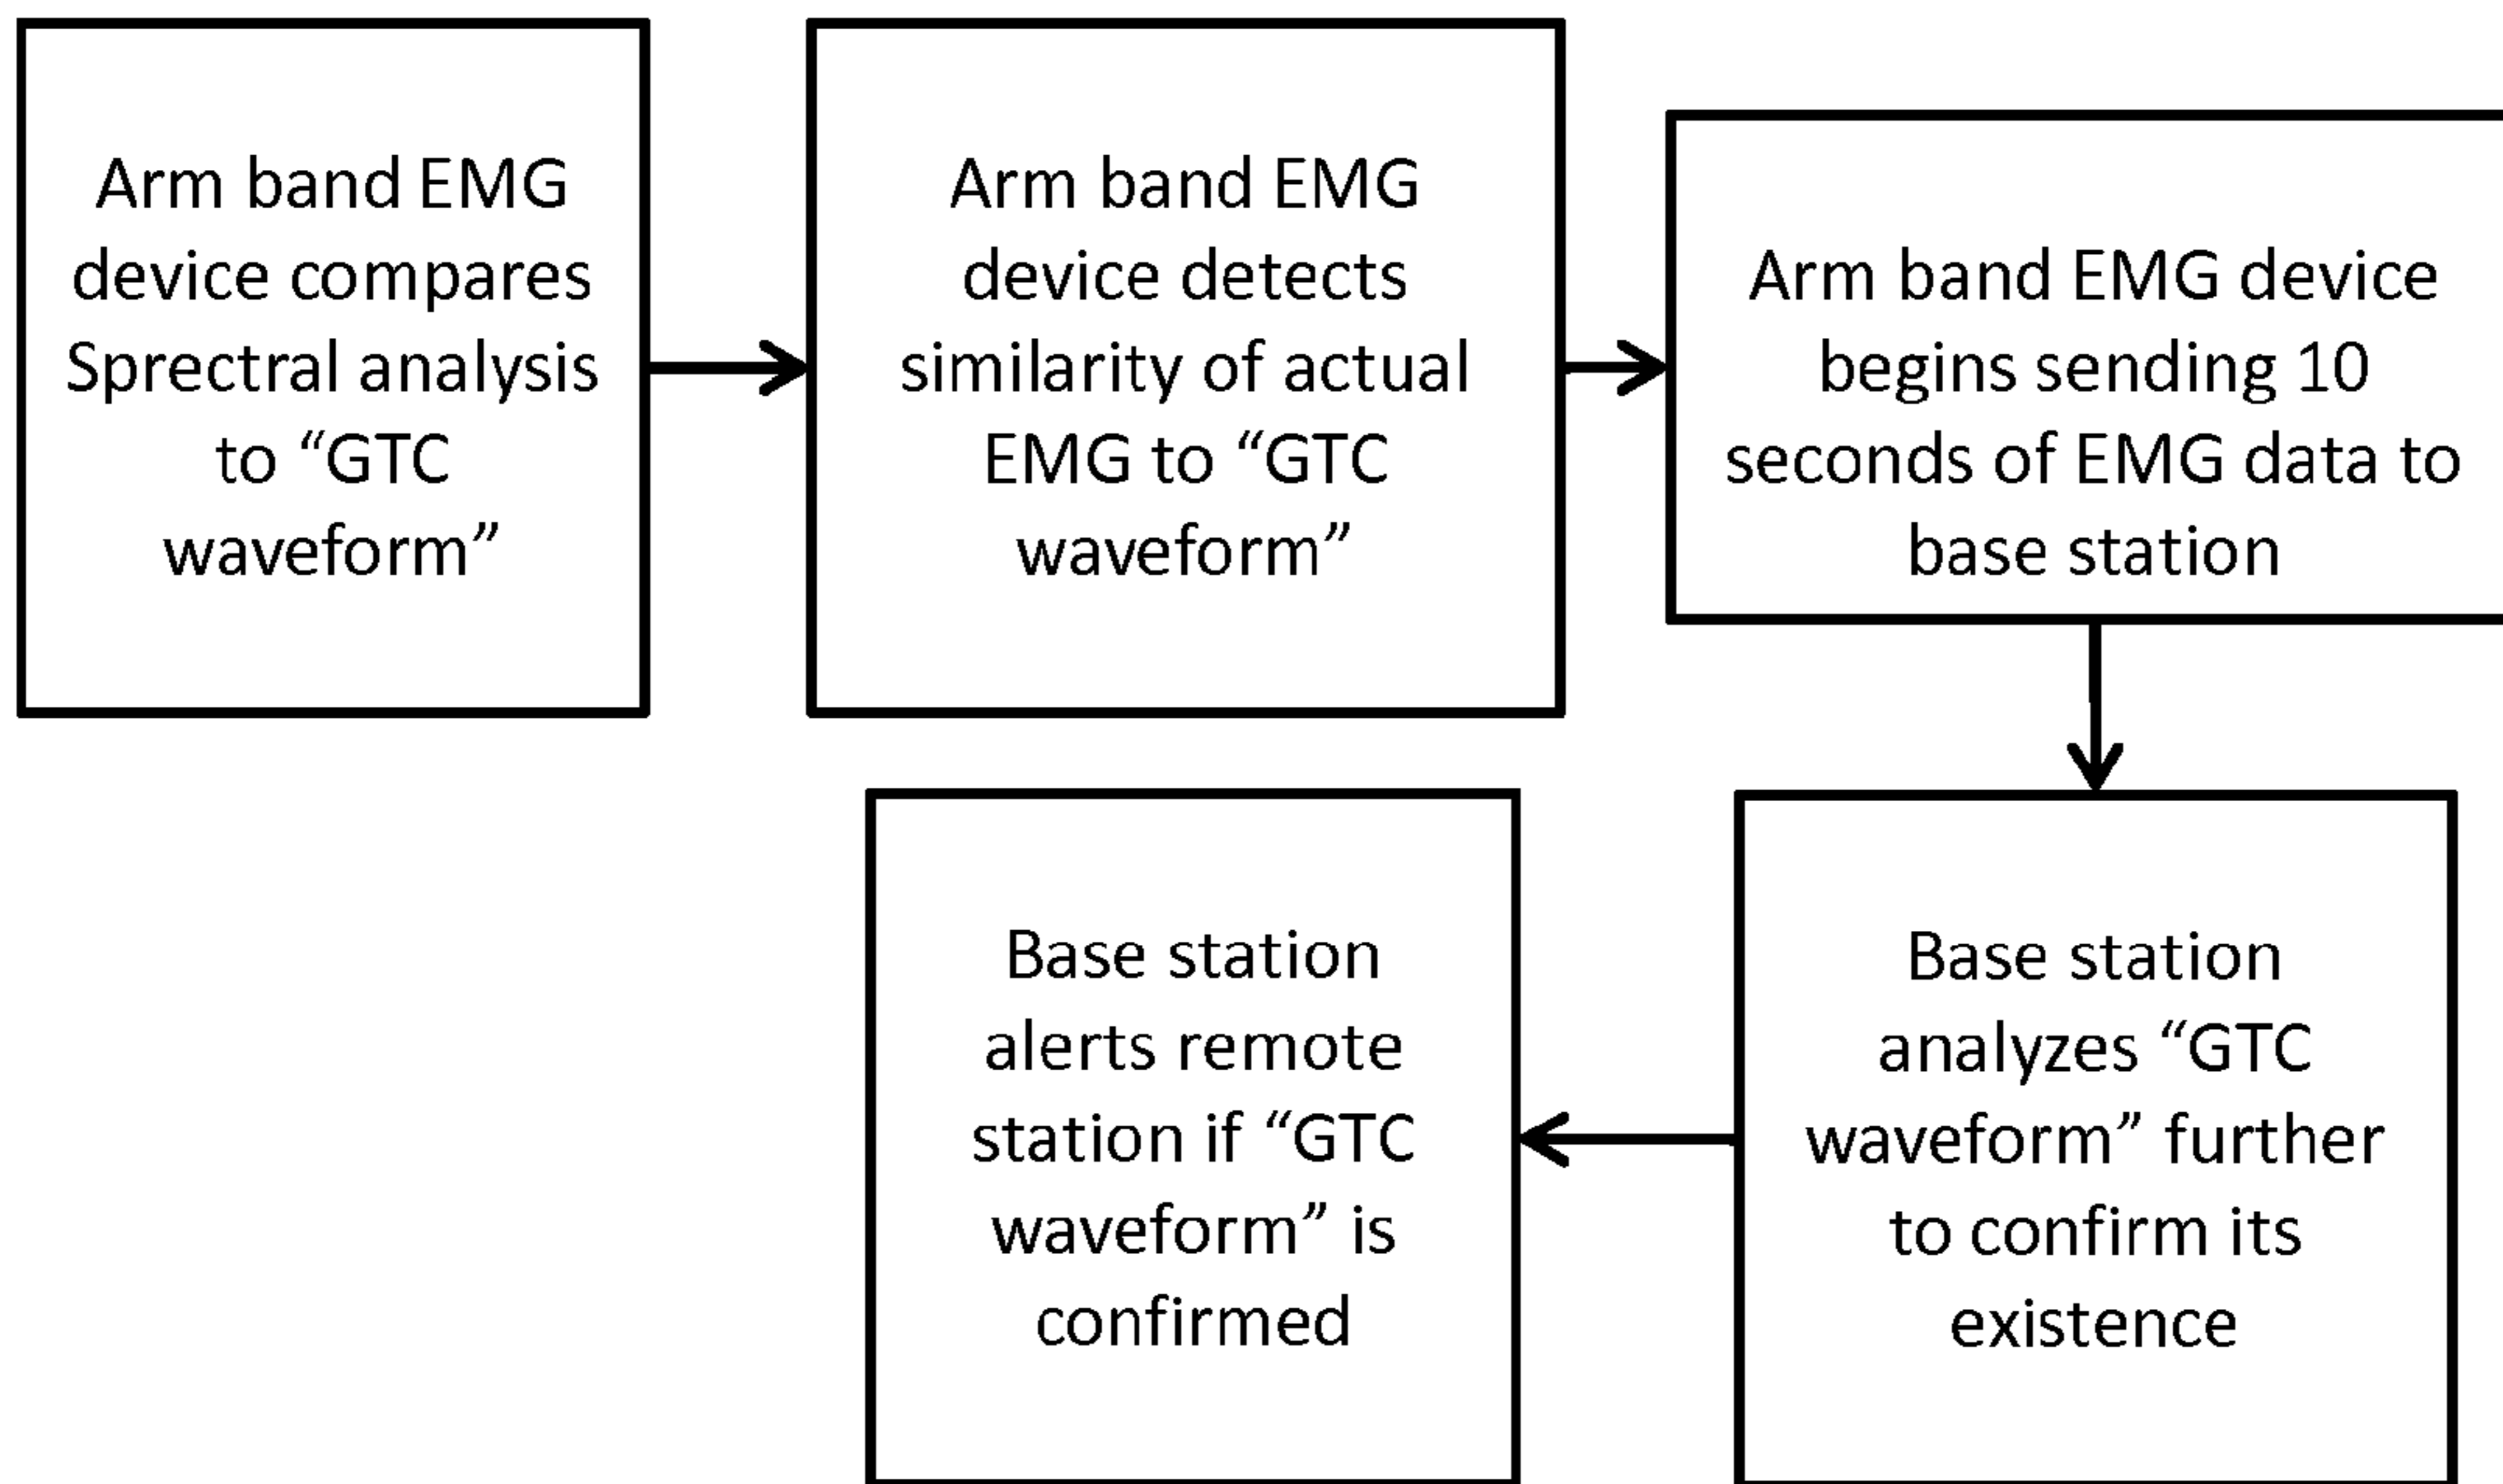 Arm band EMG
device compares
Sprectral analysis
to “GTC
waveform”
Arm band EMG
device detects
similarity of actual
EMG to “GTC
waveform”
Arm band EMG device
begins sending 10
seconds of EMG data to
base station
Base station
analyzes “GTC
waveform” further
to confirm its
existence
Base station
alerts remote
station if “GTC
waveform” is
confirmed